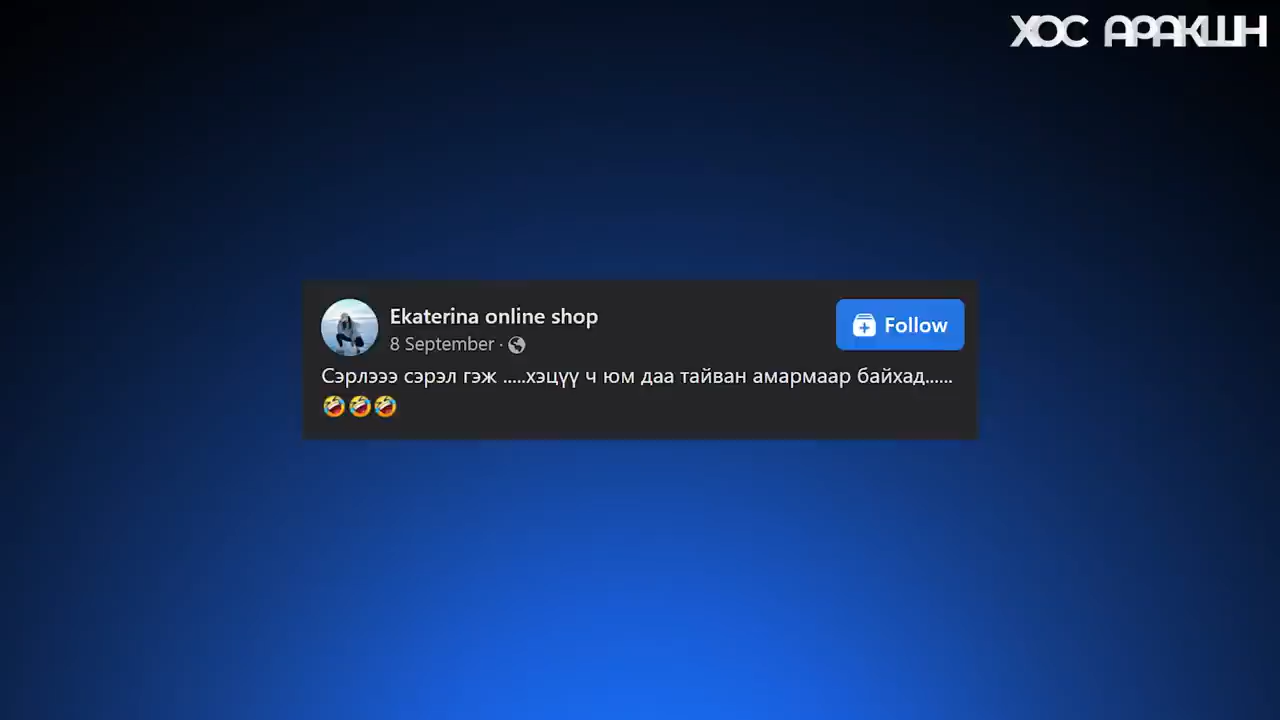 ХОС АРАКШН
Ekaterina online shop
8 September ·
Follow
Сэрлэээ сэрэл гэж .....хэцүү ч юм даа тайван амармаар байхад......
🤣🤣🤣